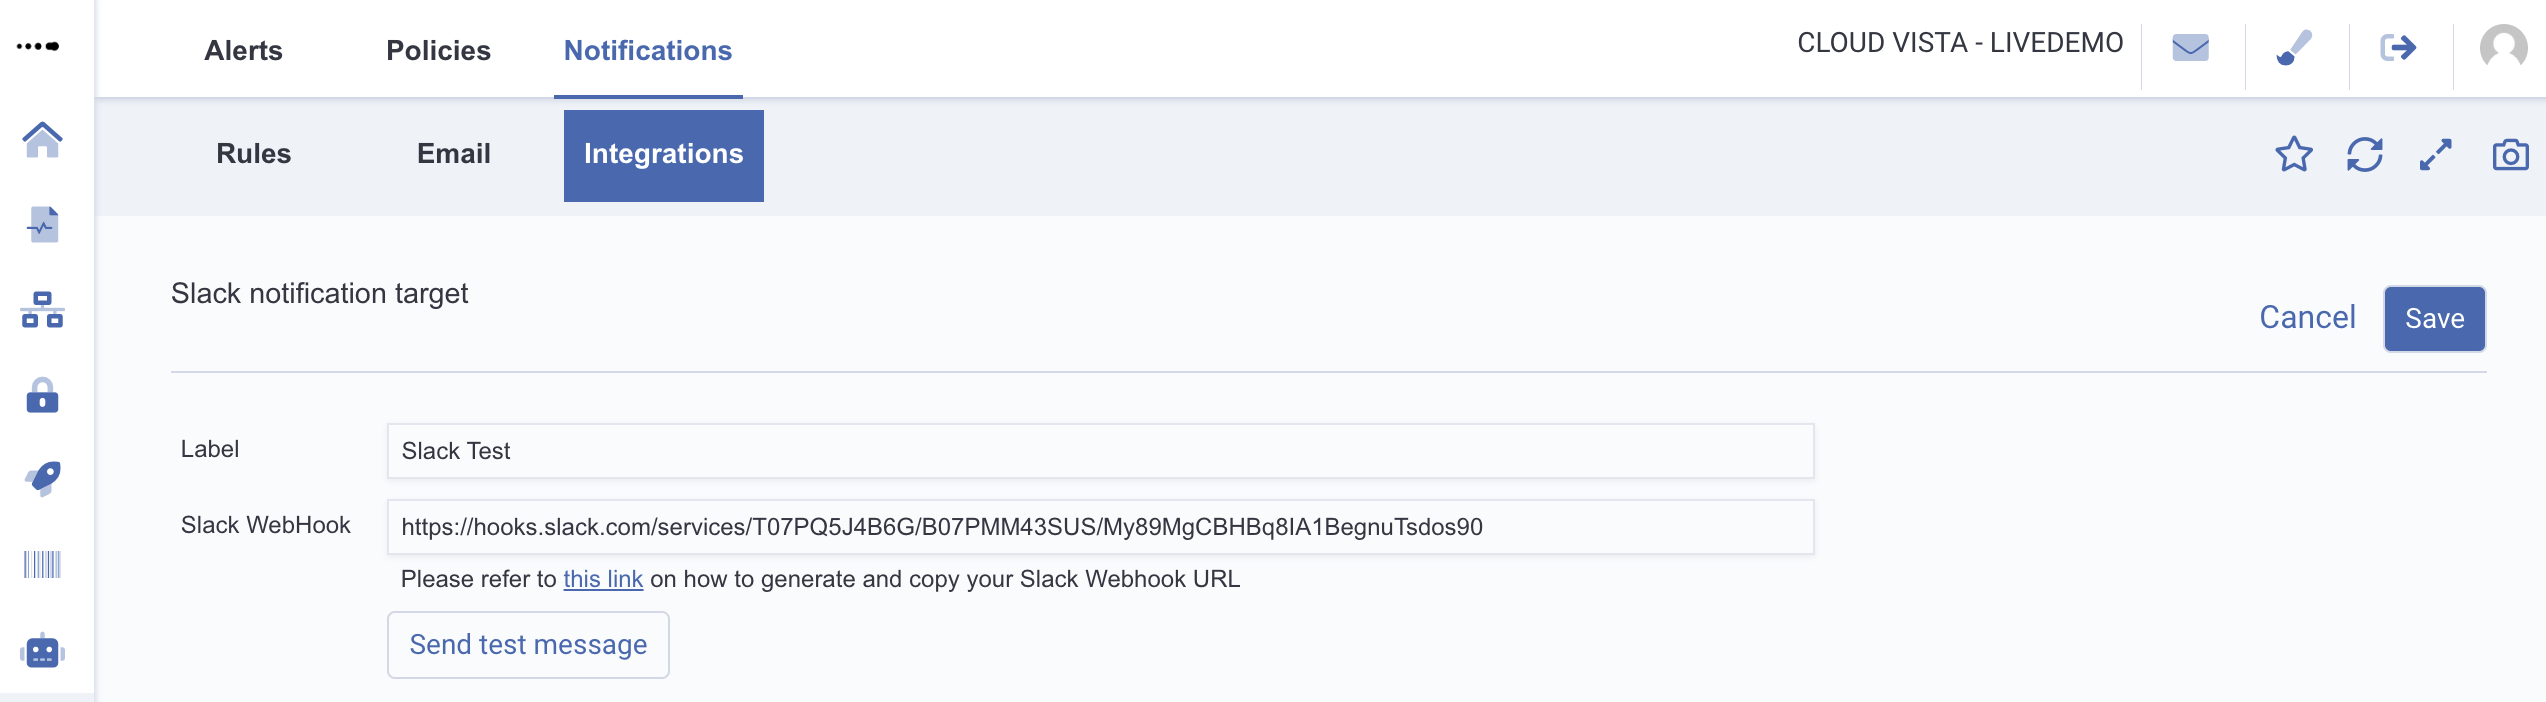 Alerts Policies Notifications CLOUD VISTA - LIVEDEMO
Rules Email Integrations
Slack notification target
Cancel Save
Label Slack Test
Slack WebHook https://hooks.slack.com/services/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s90
Please refer to this link on how to generate and copy your Slack Webhook URL
Send test message